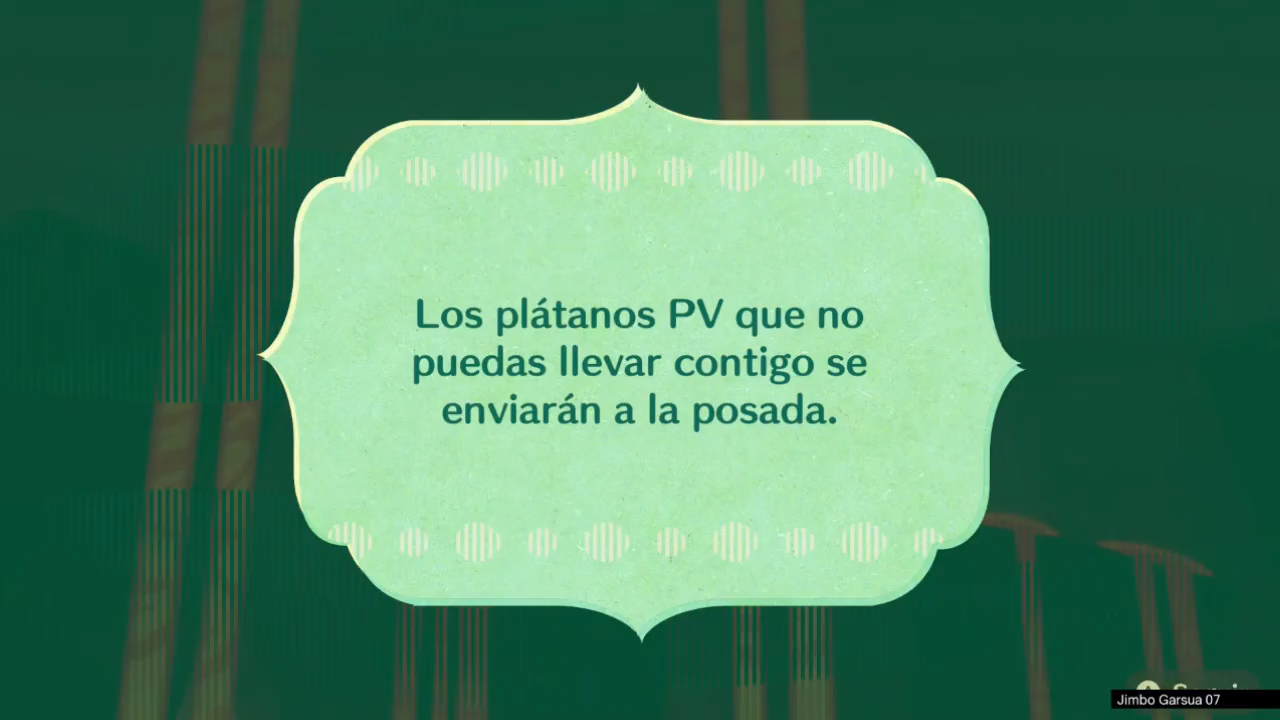 Los plátanos PV que no
puedas llevar contigo se
enviarán a la posada.
Jimbo Garsua 07